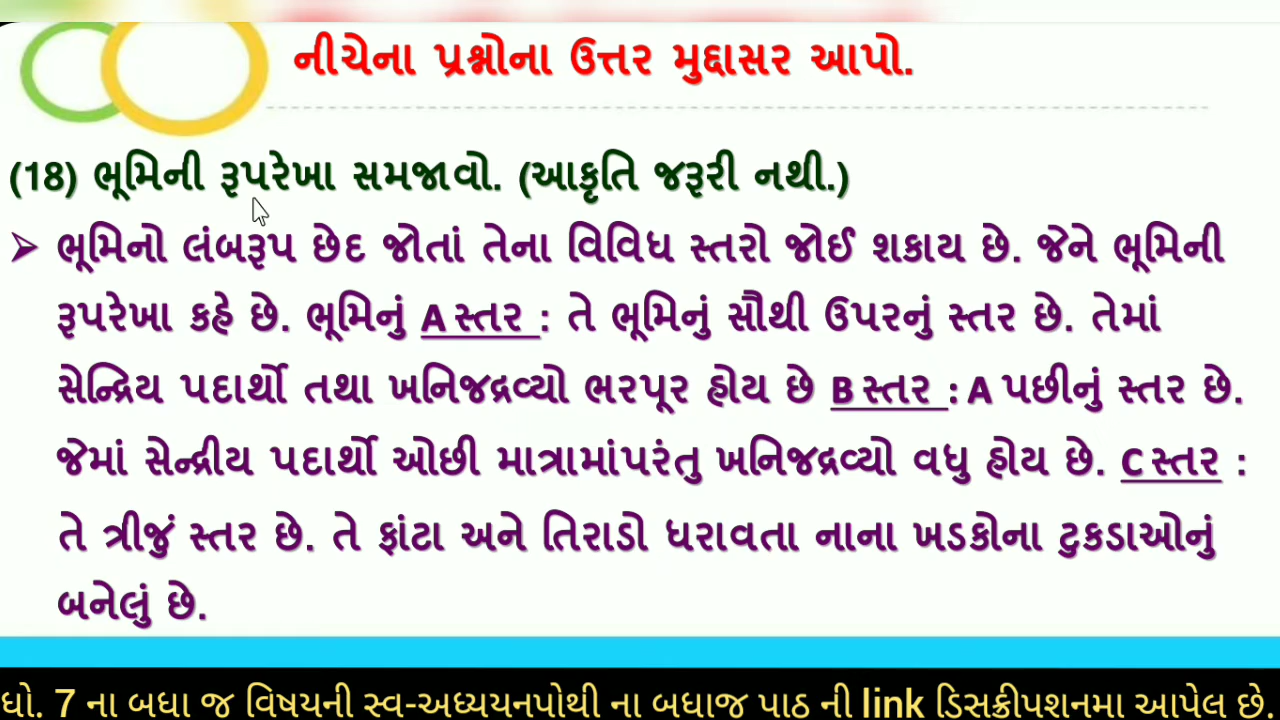 નીચેના પ્રશ્નોના ઉત્તર મુદ્દાસર આપો.
(18) ભૂમિની રૂપરેખા સમજાવો. (આકૃતિ જરૂરી નથી.)
➢ ભૂમિનો લંબરૂપ છેદ જોતાં તેના વિવિધ સ્તરો જોઈ શકાય છે. જેને ભૂમિની
રૂપરેખા કહે છે. ભૂમિનું A સ્તર : તે ભૂમિનું સૌથી ઉપરનું સ્તર છે. તેમાં
સેન્દ્રિય પદાર્થો તથા ખનિજદ્રવ્યો ભરપૂર હોય છે B સ્તર : A પછીનું સ્તર છે.
જેમાં સેન્દ્રીય પદાર્થો ઓછી માત્રામાંપરંતુ ખનિજદ્રવ્યો વધુ હોય છે. C સ્તર :
તે ત્રીજું સ્તર છે. તે ફાંટા અને તિરાડો ધરાવતા નાના ખડકોના ટુકડાઓનું
બનેલું છે.
ધો. 7 ના બધા જ વિષયની સ્વ-અધ્યયનપોથી ના બધાજ પાઠ ની link ડિસક્રીપશનમા આપેલ છે.